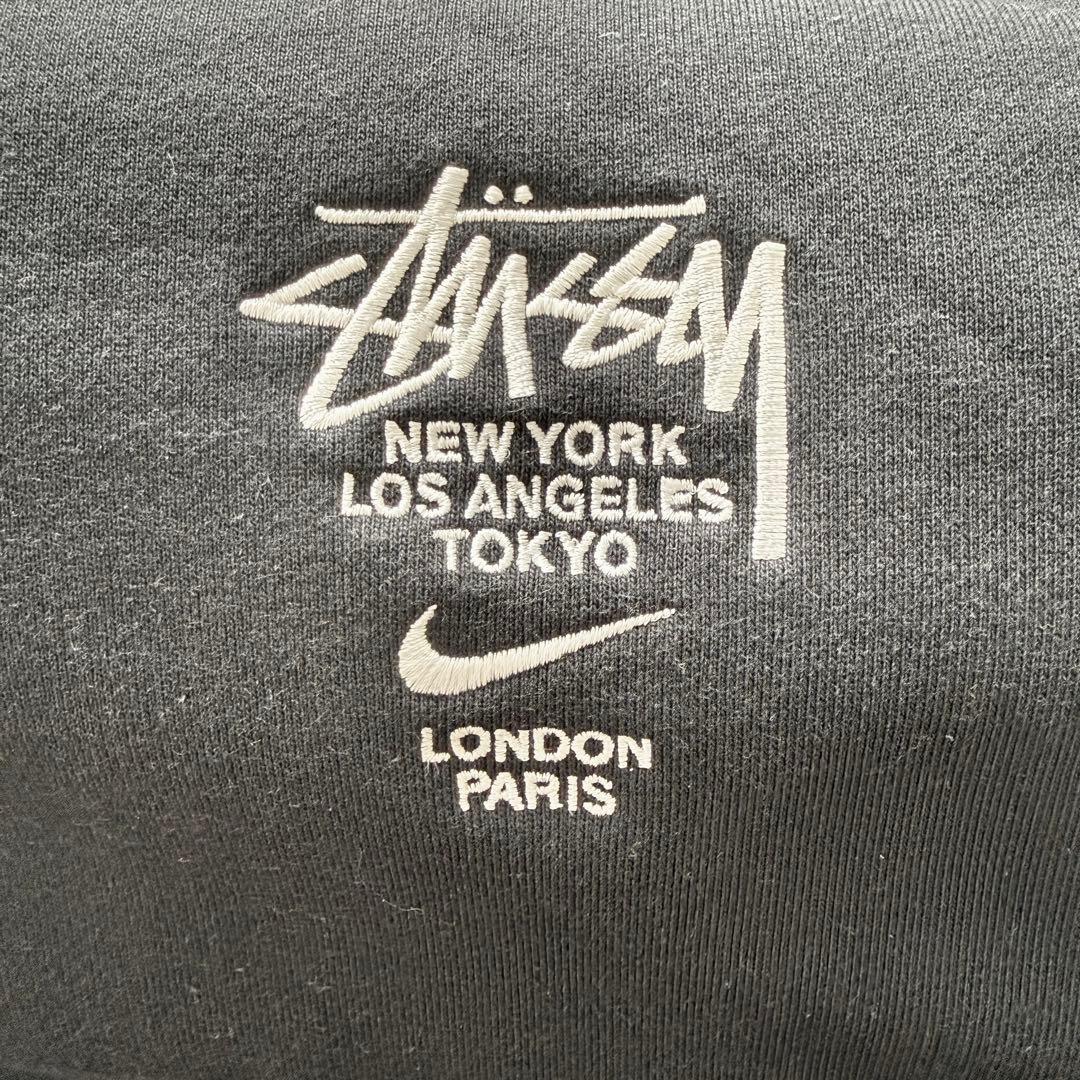 Stüssy
NEW YORK
LOS ANGELES
TOKYO
LONDON
PARIS